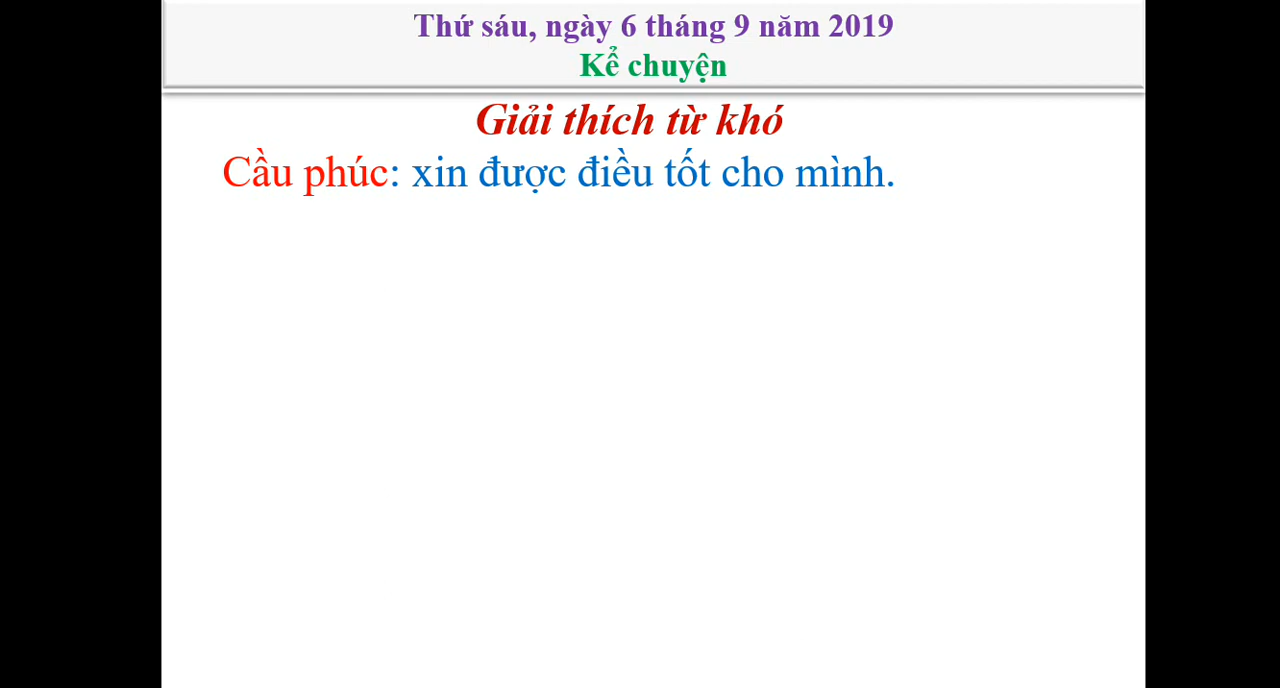 Thứ sáu, ngày 6 tháng 9 năm 2019
Kể chuyện
Giải thích từ khó
Cầu phúc: xin được điều tốt cho mình.